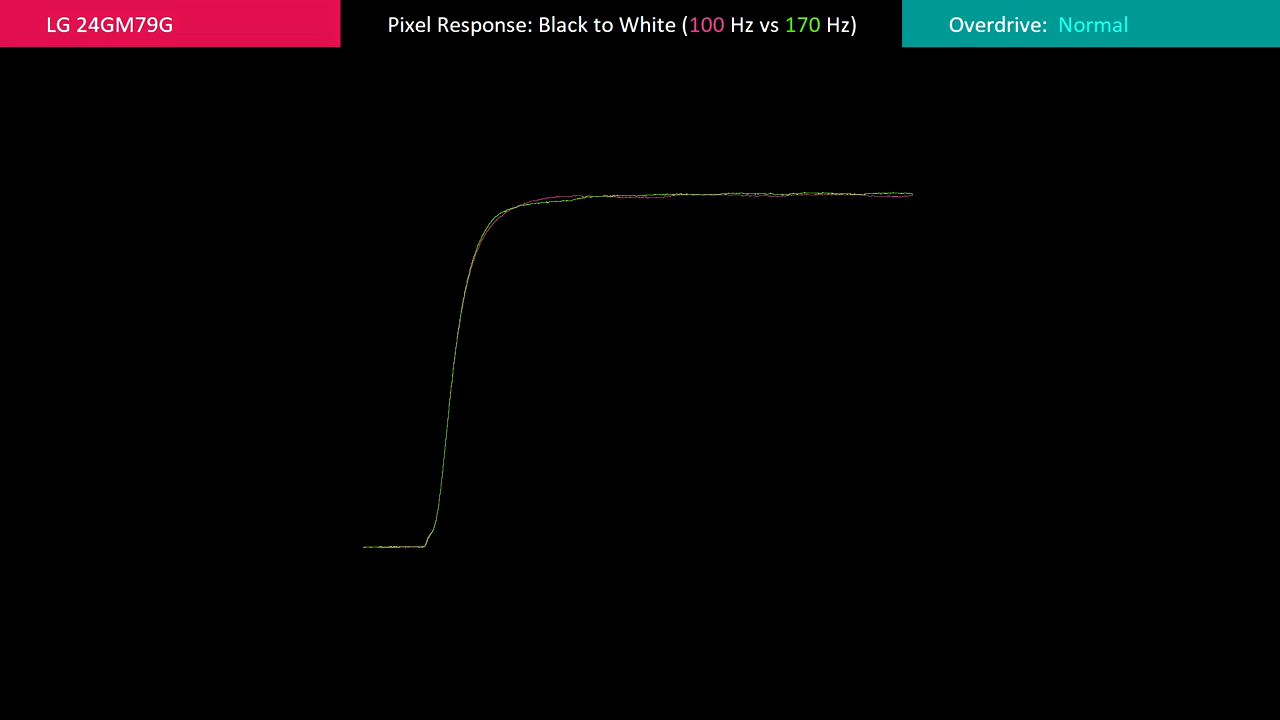 LG 24GM79G
Pixel Response: Black to White (100 Hz vs 170 Hz)
Overdrive: Normal